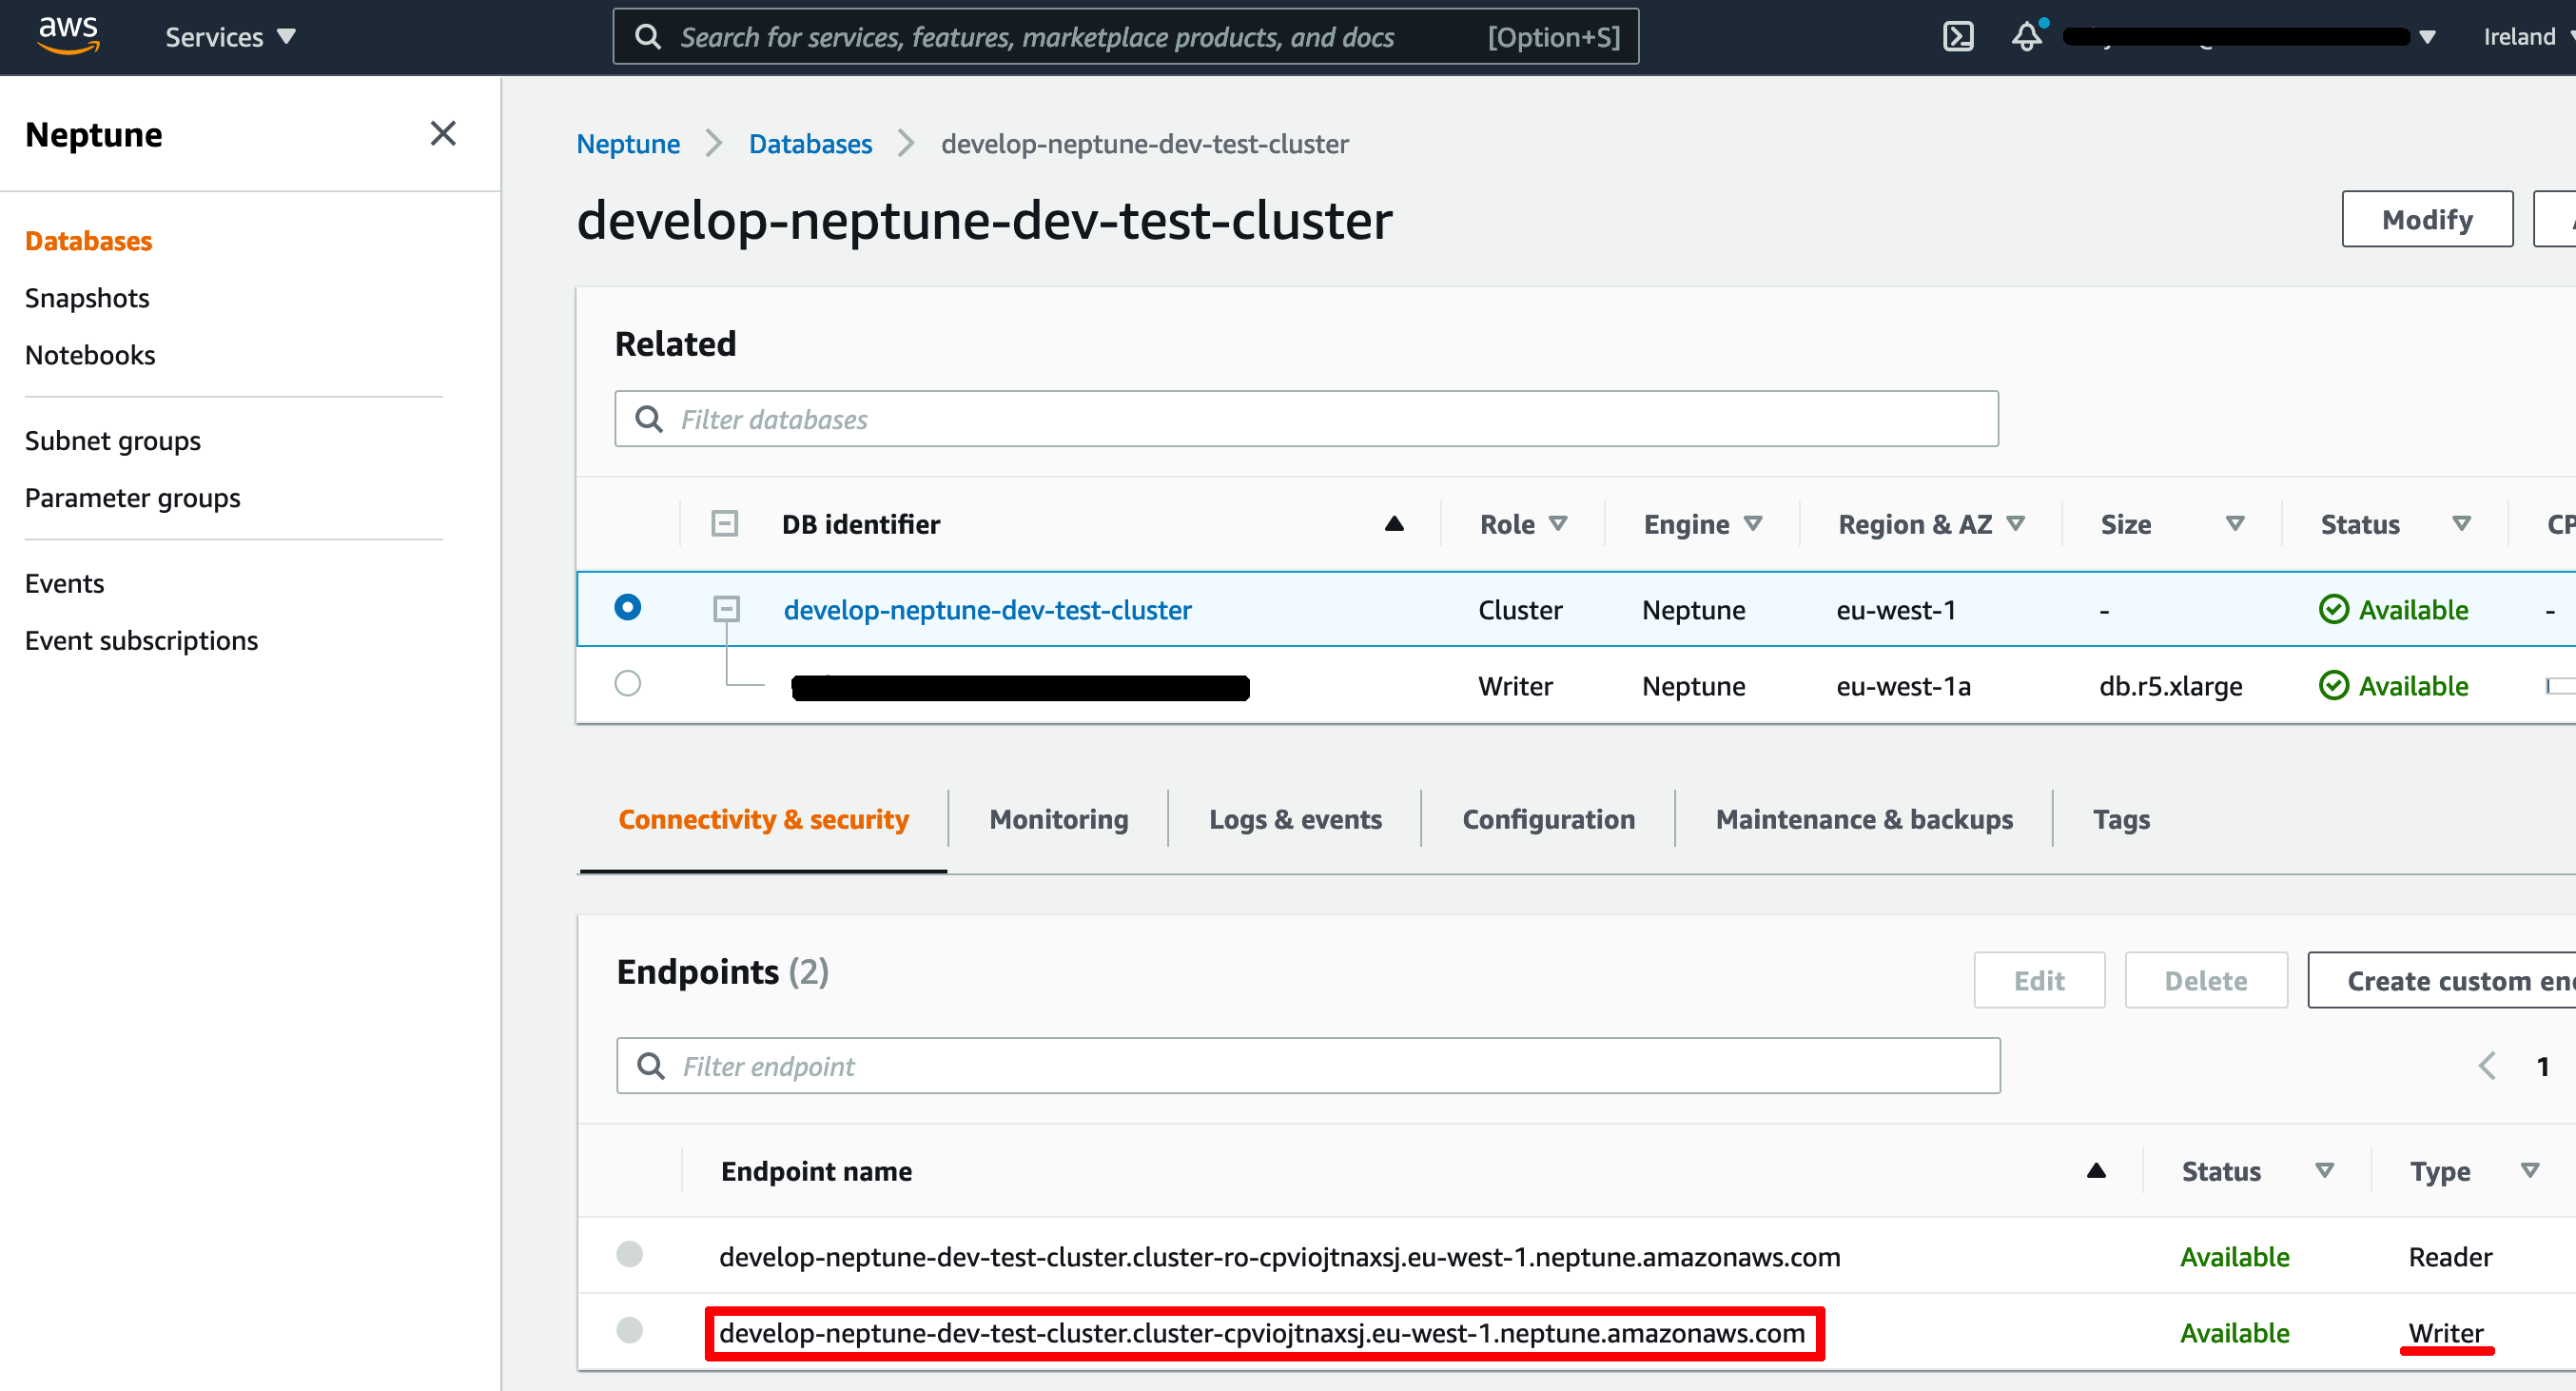 aws Services Search for services, features, marketplace products, and docs [Option+S] Ireland
Neptune
Databases
Snapshots
Notebooks
Subnet groups
Parameter groups
Events
Event subscriptions
Neptune Databases develop-neptune-dev-test-cluster
develop-neptune-dev-test-cluster
Modify
Related
Filter databases
DB identifier Role Engine Region & AZ Size Status
develop-neptune-dev-test-cluster Cluster Neptune eu-west-1 - Available -
Writer Neptune eu-west-1a db.r5.xlarge Available
Connectivity & security Monitoring Logs & events Configuration Maintenance & backups Tags
Endpoints (2)
Edit Delete Create custom
Filter endpoint
1
Endpoint name Status Type
develop-neptune-dev-test-cluster.cluster-ro-cpviojtnaxsj.eu-west-1.neptune.amazonaws.com Available Reader
develop-neptune-dev-test-cluster.cluster-cpviojtnaxsj.eu-west-1.neptune.amazonaws.com Available Writer